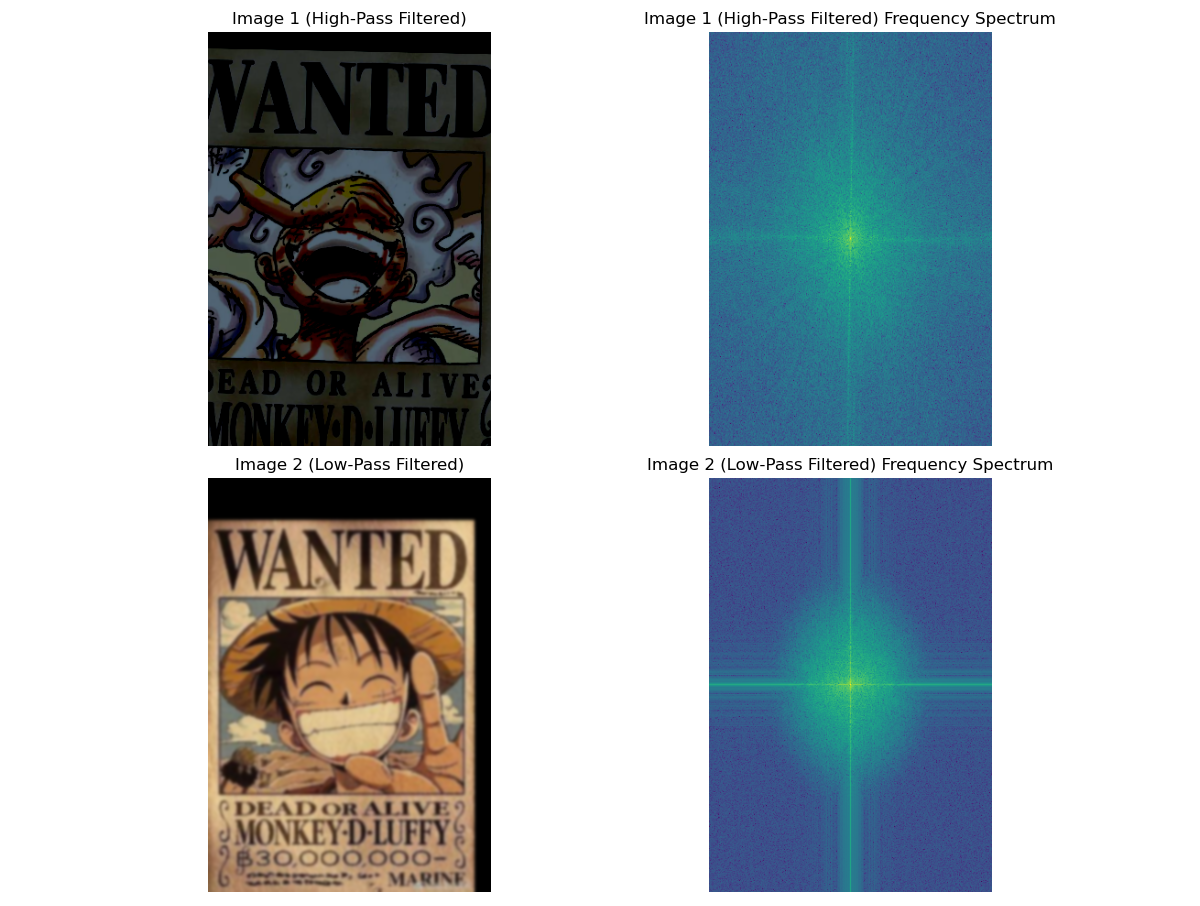 Image 1 (High-Pass Filtered)
Image 1 (High-Pass Filtered) Frequency Spectrum
WANTED
DEAD OR ALIVE
MONKEY·D·LUFFY
Image 2 (Low-Pass Filtered)
Image 2 (Low-Pass Filtered) Frequency Spectrum
WANTED
DEAD OR ALIVE
MONKEY·D·LUFFY
฿30,000,000-
MARINE